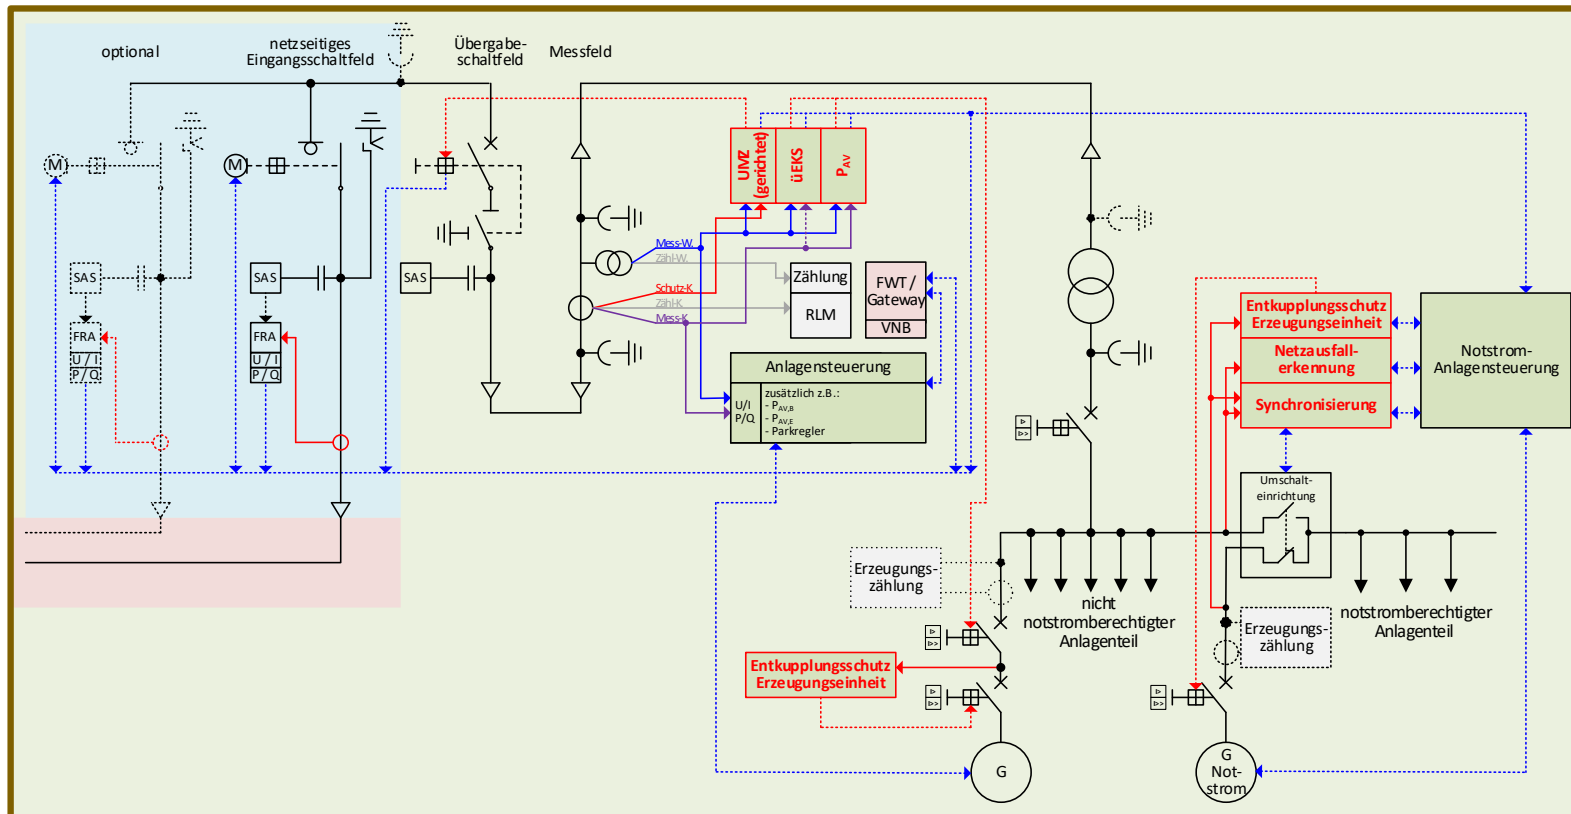 optional
netzseitiges
Eingangsschaltfeld
Übergabe-
schaltfeld
Messfeld
M
M
UMZ
(gerichtet)
üEKS
PAV
Mess-W.
Zähl-W.
Schutz-K
Zähl-K.
Mess-K
SAS
SAS
SAS
FRA
U / I
P / Q
FRA
U / I
P / Q
Zählung
RLM
FWT /
Gateway
VNB
Anlagensteuerung
U/I
P/Q
zusätzlich z.B.:
- PAV,B
- PAV,E
- Parkregler
Entkupplungsschutz
Erzeugungseinheit
Netzausfall-
erkennung
Synchronisierung
Notstrom-
Anlagensteuerung
Umschalt-
einrichtung
Erzeugungs-
zählung
nicht
notstromberechtigter
Anlagenteil
notstromberechtigter
Anlagenteil
Erzeugungs-
zählung
Entkupplungsschutz
Erzeugungseinheit
G
G
Not-
strom